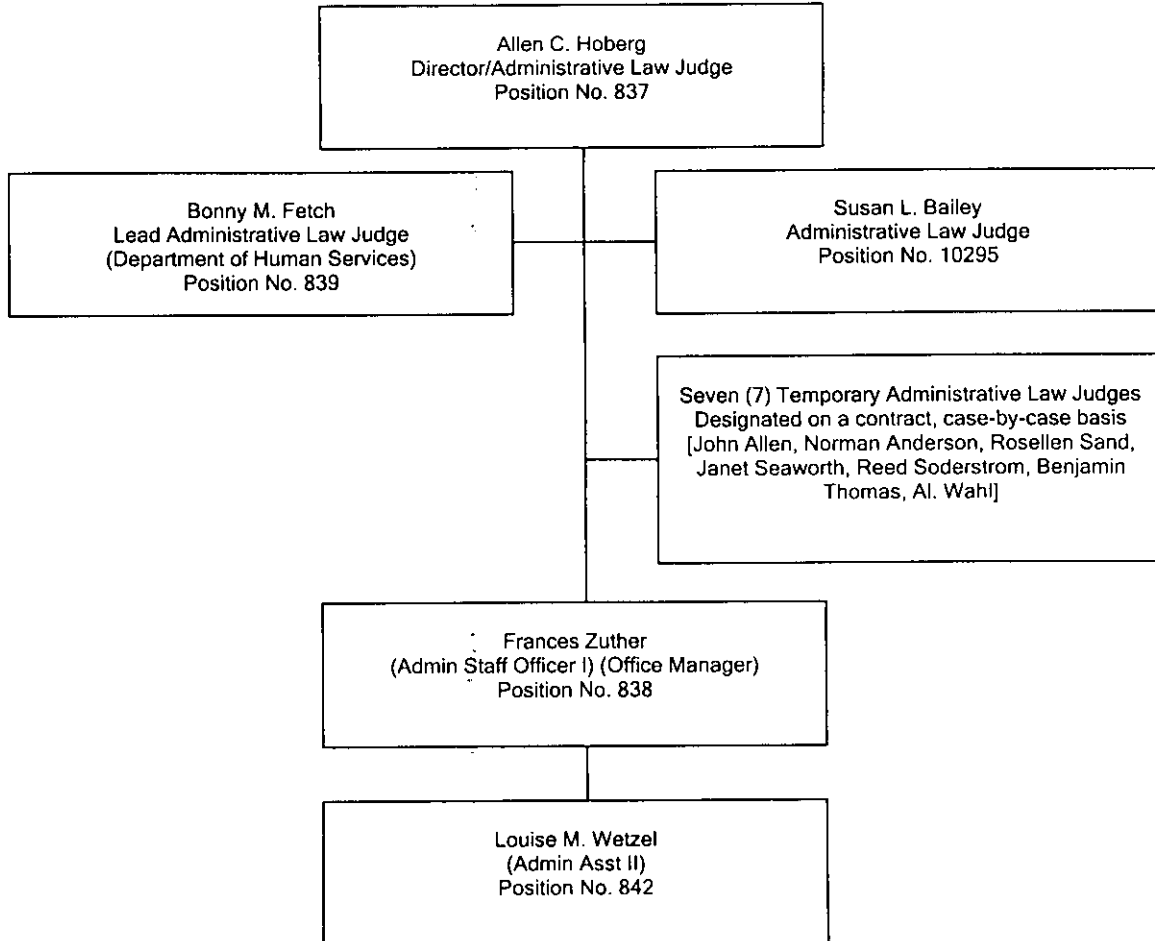 Allen C. Hoberg
Director/Administrative Law Judge
Position No. 837
Bonny M. Fetch
Lead Administrative Law Judge
(Department of Human Services)
Position No. 839
Susan L. Bailey
Administrative Law Judge
Position No. 10295
Seven (7) Temporary Administrative Law Judges
Designated on a contract, case-by-case basis
[John Allen, Norman Anderson, Rosellen Sand,
Janet Seaworth, Reed Soderstrom, Benjamin
Thomas, Al. Wahl]
Frances Zuther
(Admin Staff Officer I) (Office Manager)
Position No. 838
Louise M. Wetzel
(Admin Asst II)
Position No. 842